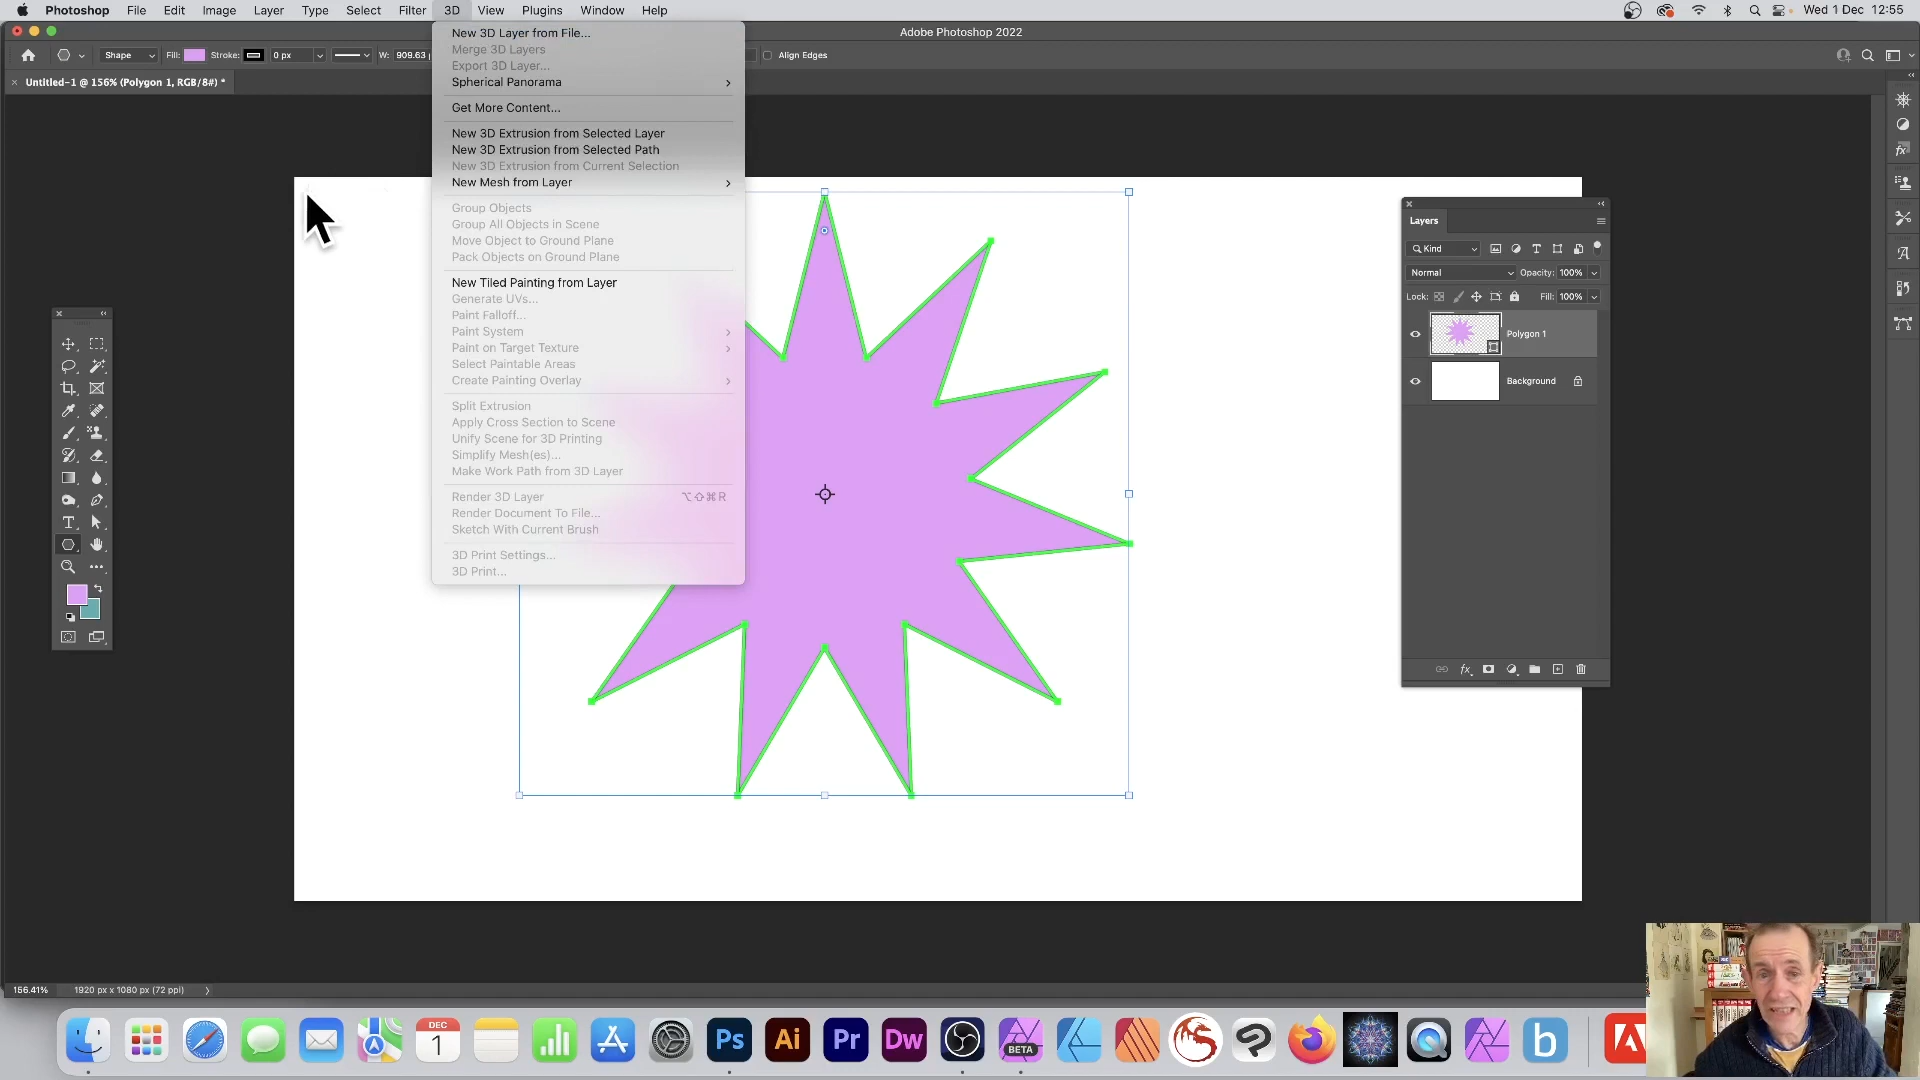 Photoshop File Edit Image Layer Type Select Filter 3D View Plugins Window Help Wed 1 Dec 12:55
Adobe Photoshop 2022
Shape Fill: Stroke: 0 px W: 909.63 Align Edges
Untitled-1 @ 156% (Polygon 1, RGB/8#) *
New 3D Layer from File...
Merge 3D Layers
Export 3D Layer...
Spherical Panorama
Get More Content...
New 3D Extrusion from Selected Layer
New 3D Extrusion from Selected Path
New 3D Extrusion from Current Selection
New Mesh from Layer
Group Objects
Group All Objects in Scene
Move Object to Ground Plane
Pack Objects on Ground Plane
New Tiled Painting from Layer
Generate UVs...
Paint Falloff...
Paint System
Paint on Target Texture
Select Paintable Areas
Create Painting Overlay
Split Extrusion
Apply Cross Section to Scene
Unify Scene for 3D Printing
Simplify Mesh(es)...
Make Work Path from 3D Layer
Render 3D Layer ⌥⇧⌘R
Render Document To File...
Sketch With Current Brush
3D Print Settings...
3D Print...
Layers
Kind
Normal Opacity: 100%
Lock: Fill: 100%
Polygon 1
Background
156.41% 1920 px x 1080 px (72 ppi)
DEC
1
Ps Ai Pr Dw
BETA
b